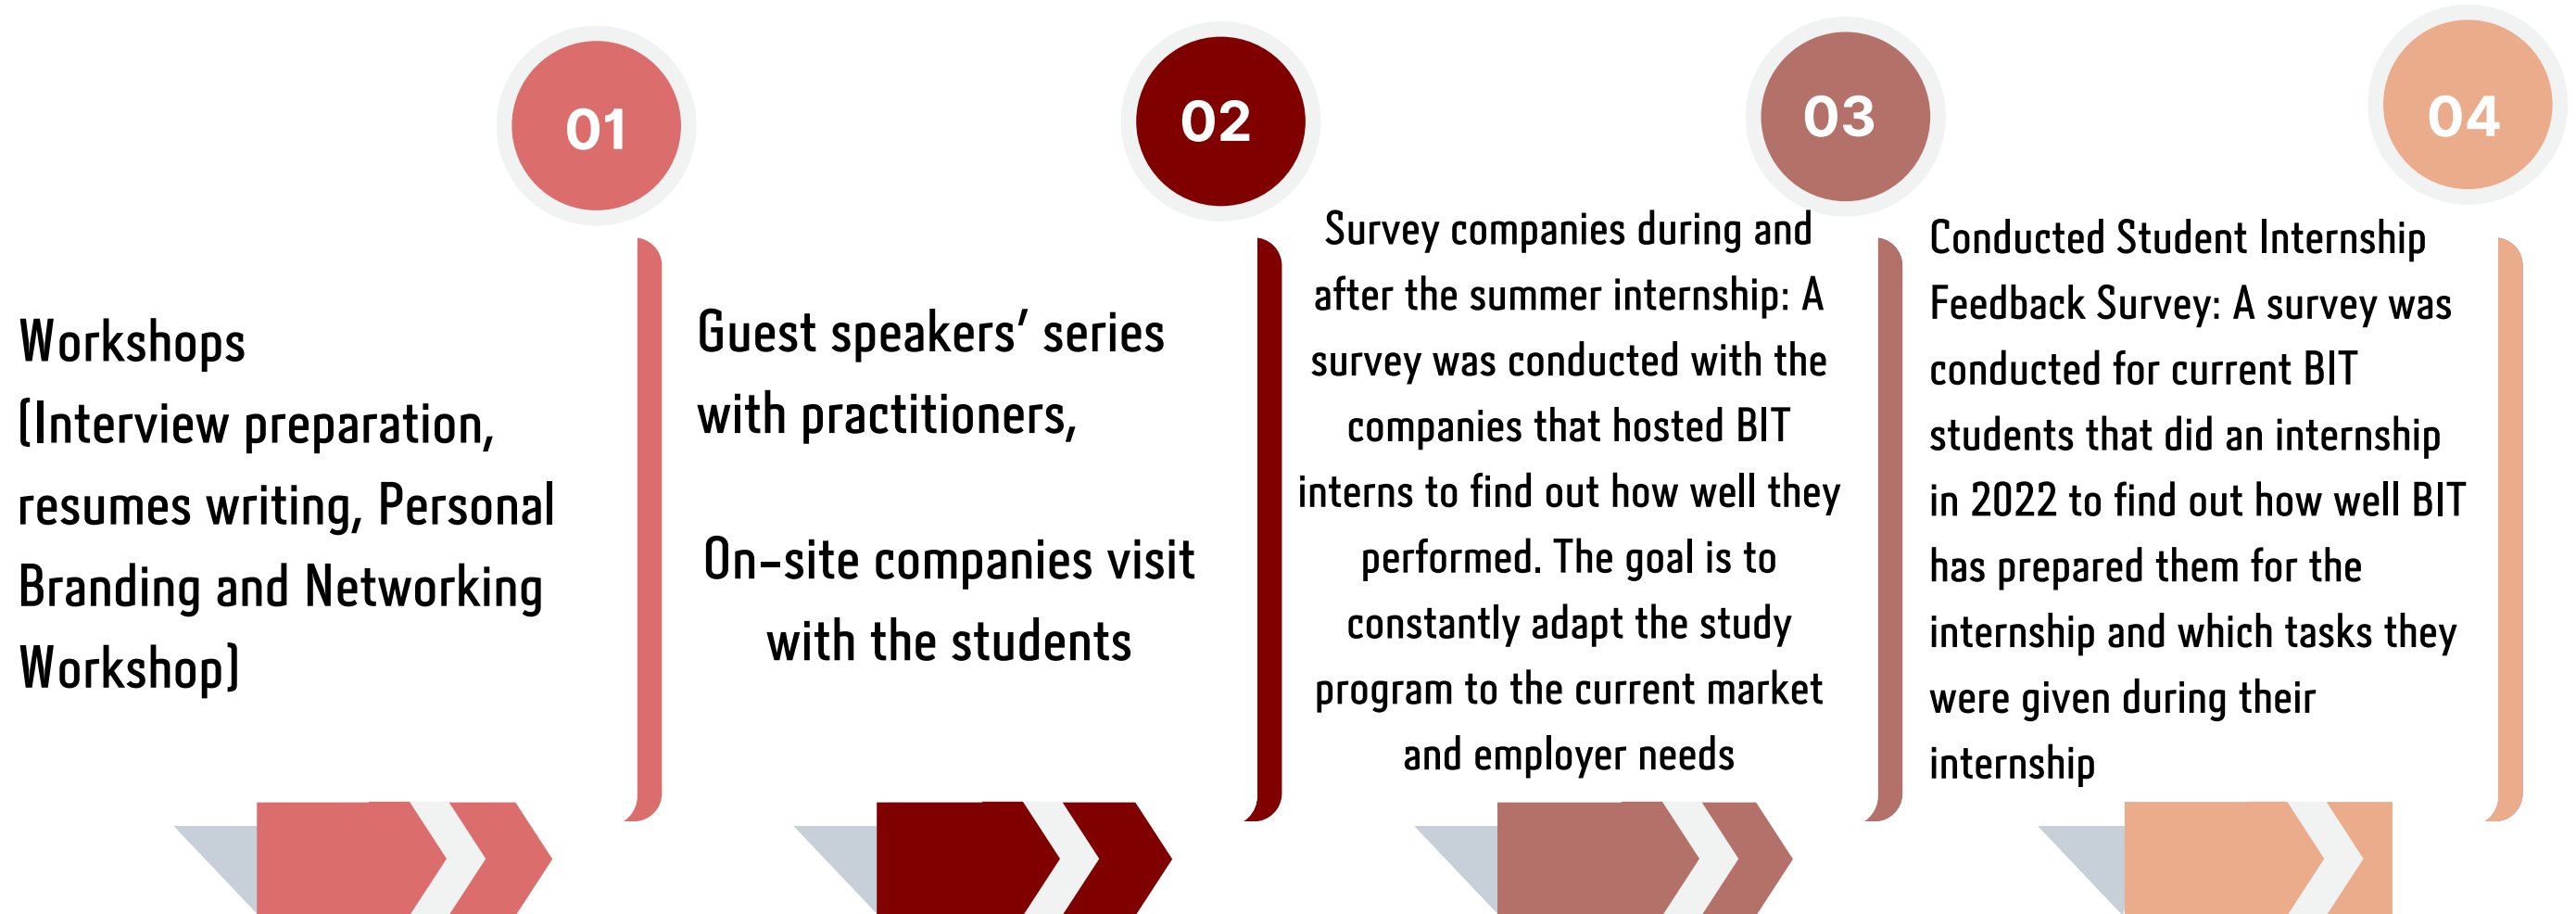 01
Workshops
(Interview preparation,
resumes writing, Personal
Branding and Networking
Workshop)
02
Guest speakers’ series
with practitioners,
On-site companies visit
with the students
03
Survey companies during and
after the summer internship: A
survey was conducted with the
companies that hosted BIT
interns to find out how well they
performed. The goal is to
constantly adapt the study
program to the current market
and employer needs
04
Conducted Student Internship
Feedback Survey: A survey was
conducted for current BIT
students that did an internship
in 2022 to find out how well BIT
has prepared them for the
internship and which tasks they
were given during their
internship